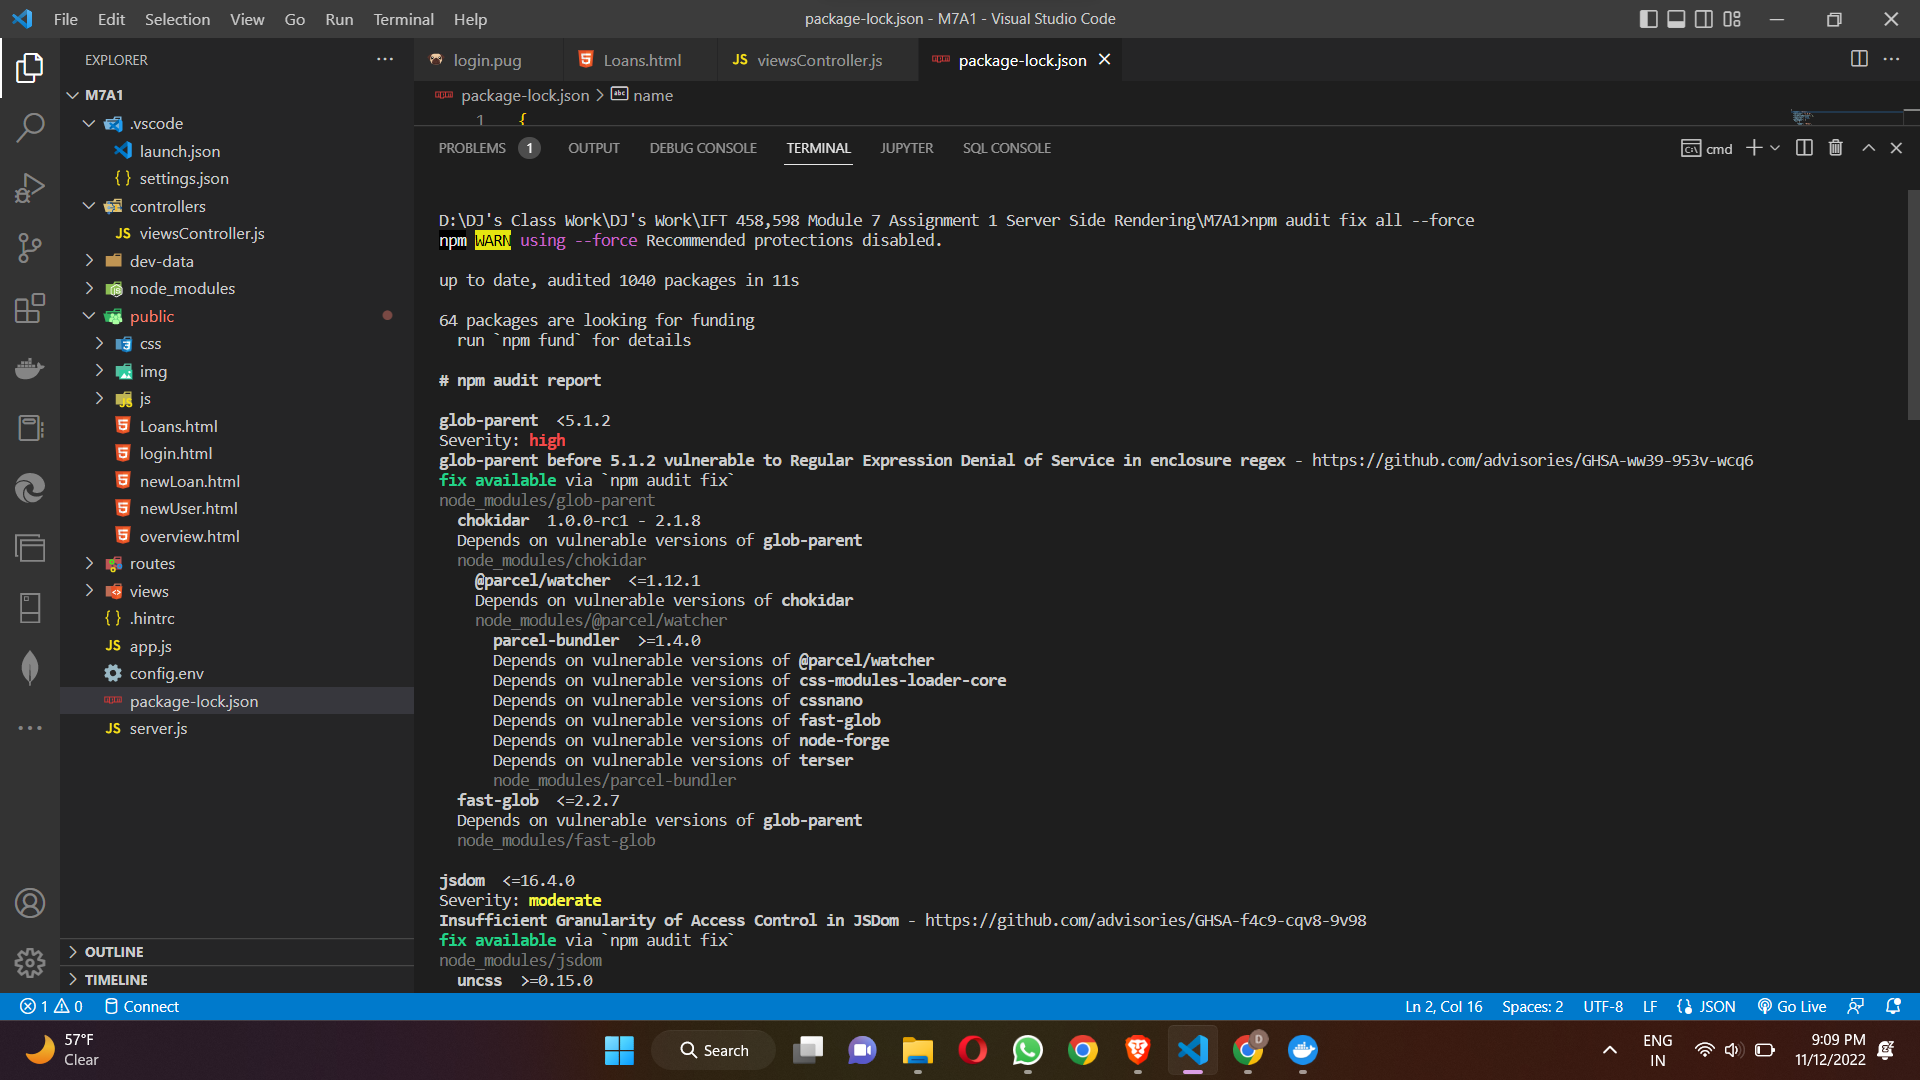 File Edit Selection View Go Run Terminal Help
package-lock.json - M7A1 - Visual Studio Code
EXPLORER
M7A1
.vscode
launch.json
settings.json
controllers
viewsController.js
dev-data
node_modules
public
css
img
js
Loans.html
login.html
newLoan.html
newUser.html
overview.html
routes
views
.hintrc
app.js
config.env
package-lock.json
server.js
OUTLINE
TIMELINE
login.pug Loans.html JS viewsController.js package-lock.json
package-lock.json > abc name
1 {
PROBLEMS 1 OUTPUT DEBUG CONSOLE TERMINAL JUPYTER SQL CONSOLE
cmd
D:\DJ's Class Work\DJ's Work\IFT 458,598 Module 7 Assignment 1 Server Side Rendering\M7A1>npm audit fix all --force
npm WARN using --force Recommended protections disabled.
up to date, audited 1040 packages in 11s
64 packages are looking for funding
run `npm fund` for details
# npm audit report
glob-parent <5.1.2
Severity: high
glob-parent before 5.1.2 vulnerable to Regular Expression Denial of Service in enclosure regex - https://github.com/advisories/GHSA-ww39-953v-wcq6
fix available via `npm audit fix`
node_modules/glob-parent
chokidar 1.0.0-rc1 - 2.1.8
Depends on vulnerable versions of glob-parent
node_modules/chokidar
@parcel/watcher <=1.12.1
Depends on vulnerable versions of chokidar
node_modules/@parcel/watcher
parcel-bundler >=1.4.0
Depends on vulnerable versions of @parcel/watcher
Depends on vulnerable versions of css-modules-loader-core
Depends on vulnerable versions of cssnano
Depends on vulnerable versions of fast-glob
Depends on vulnerable versions of node-forge
Depends on vulnerable versions of terser
node_modules/parcel-bundler
fast-glob <=2.2.7
Depends on vulnerable versions of glob-parent
node_modules/fast-glob
jsdom <=16.4.0
Severity: moderate
Insufficient Granularity of Access Control in JSDom - https://github.com/advisories/GHSA-f4c9-cqv8-9v98
fix available via `npm audit fix`
node_modules/jsdom
uncss >=0.15.0
1 0 Connect
Ln 2, Col 16 Spaces: 2 UTF-8 LF {} JSON Go Live
57°F
Clear
Search
ENG
IN
9:09 PM
11/12/2022